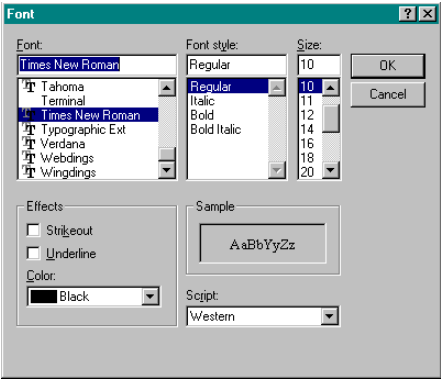 Font
Font:
Font style:
Size:
Times New Roman
Regular
10
OK
Cancel
Tahoma
Terminal
Times New Roman
Typographic Ext
Verdana
Webdings
Wingdings
Regular
Italic
Bold
Bold Italic
10
11
12
14
16
18
20
Effects
Strikeout
Underline
Color:
Black
Sample
AaBbYyZz
Script:
Western